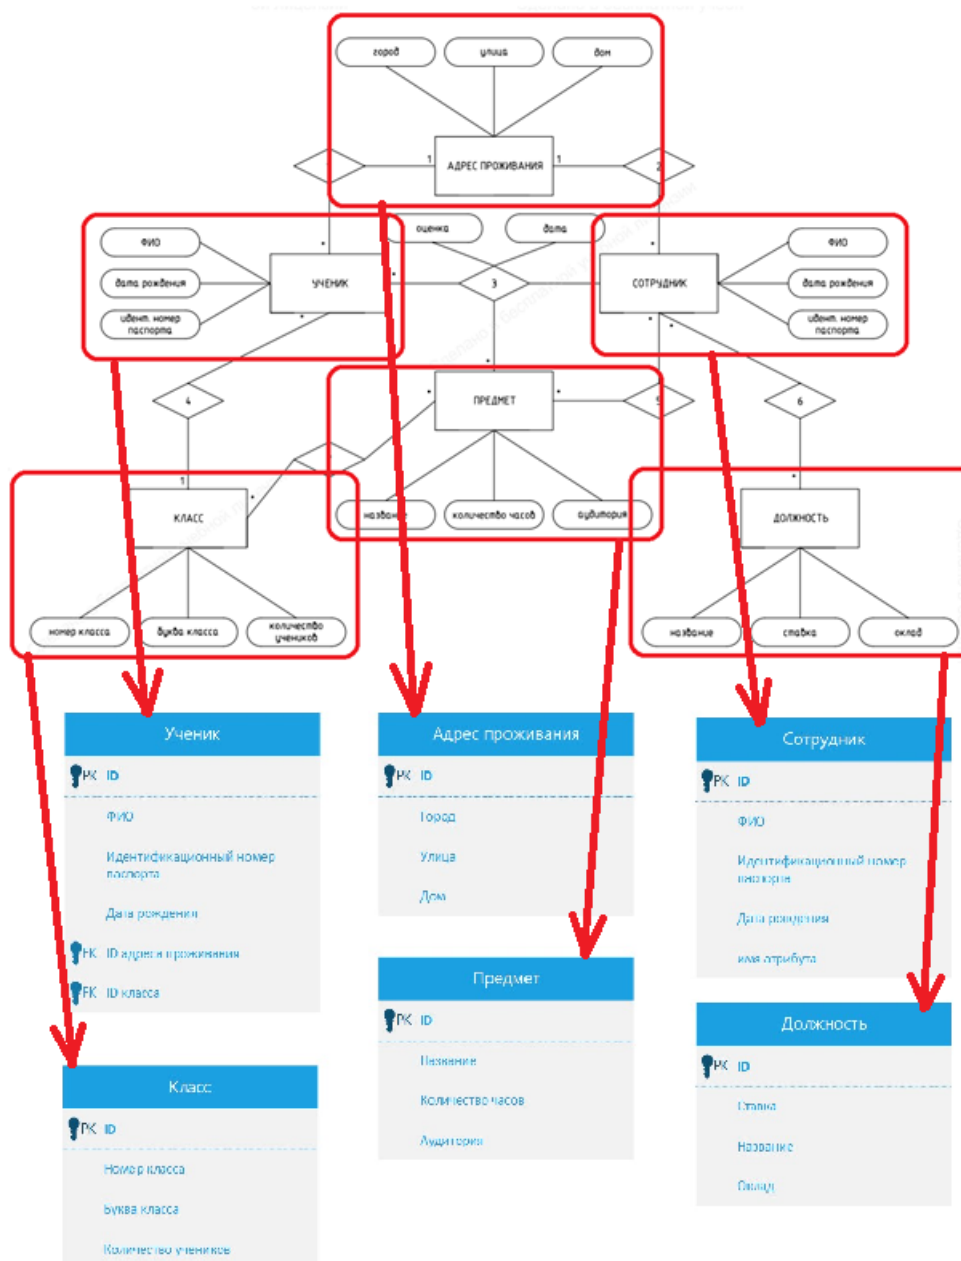 город
улица
дом
АДРЕС ПРОЖИВАНИЯ
1
1
2
ФИО
дата рождения
идент. номер
паспорта
УЧЕНИК
*
*
*
оценка
дата
3
*
СОТРУДНИК
*
*
*
ФИО
дата рождения
идент. номер
паспорта
4
ПРЕДМЕТ
*
*
5
6
1
*
КЛАСС
название
количество часов
аудитория
*
ДОЛЖНОСТЬ
номер класса
буква класса
количество
учеников
название
ставка
оклад
Ученик
PK ID
ФИО
Идентификационный номер
паспорта
Дата рождения
FK ID адреса проживания
FK ID класса
Адрес проживания
PK ID
Город
Улица
Дом
Сотрудник
PK ID
ФИО
Идентификационный номер
паспорта
Дата рождения
имя атрибута
Предмет
PK ID
Название
Количество часов
Аудитория
Должность
PK ID
Ставка
Название
Оклад
Класс
PK ID
Номер класса
Буква класса
Количество учеников